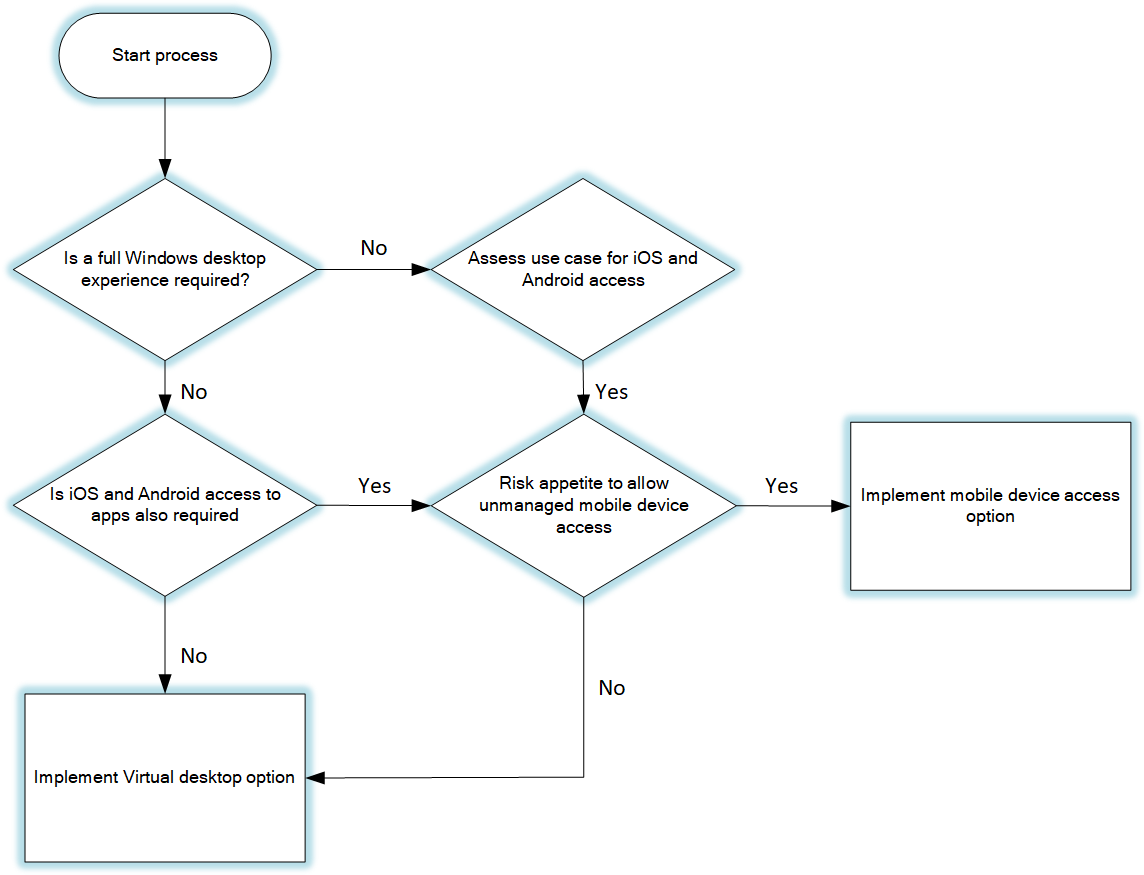 Start process
Is a full Windows desktop
experience required?
No
Assess use case for iOS and
Android access
No
Yes
Is iOS and Android access to
apps also required
Yes
Risk appetite to allow
unmanaged mobile device
access
Yes
Implement mobile device access
option
No
No
Implement Virtual desktop option